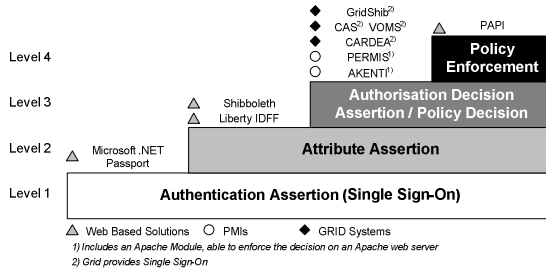 GridShib2)
CAS2) VOMS2)
PAPI
CARDEA2)
Level 4
PERMIS1)
Policy
Enforcement
AKENTI1)
Level 3
Shibboleth
Liberty IDFF
Authorisation Decision
Assertion / Policy Decision
Level 2
Microsoft .NET
Passport
Attribute Assertion
Level 1
Authentication Assertion (Single Sign-On)
Web Based Solutions PMIs GRID Systems
1) Includes an Apache Module, able to enforce the decision on an Apache web server
2) Grid provides Single Sign-On